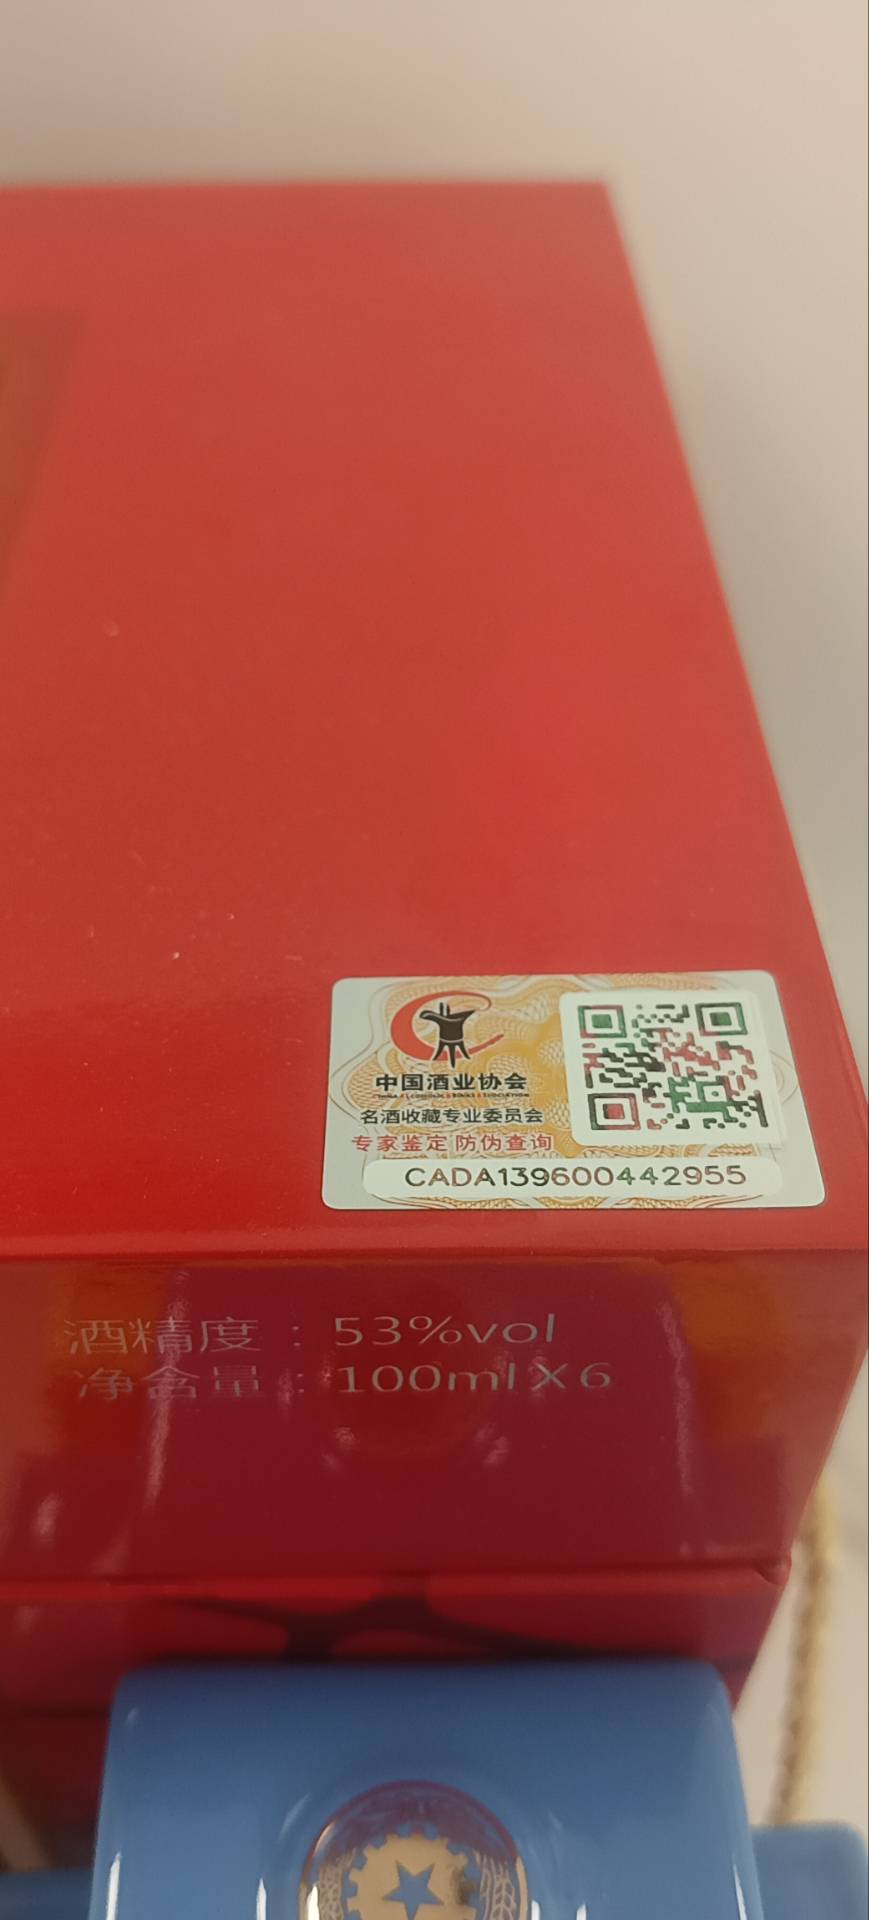 中国酒业协会
名酒收藏专业委员会
专家鉴定 防伪查询
CADA139600442955
酒精度：53%vol
净含量：100ml X 6